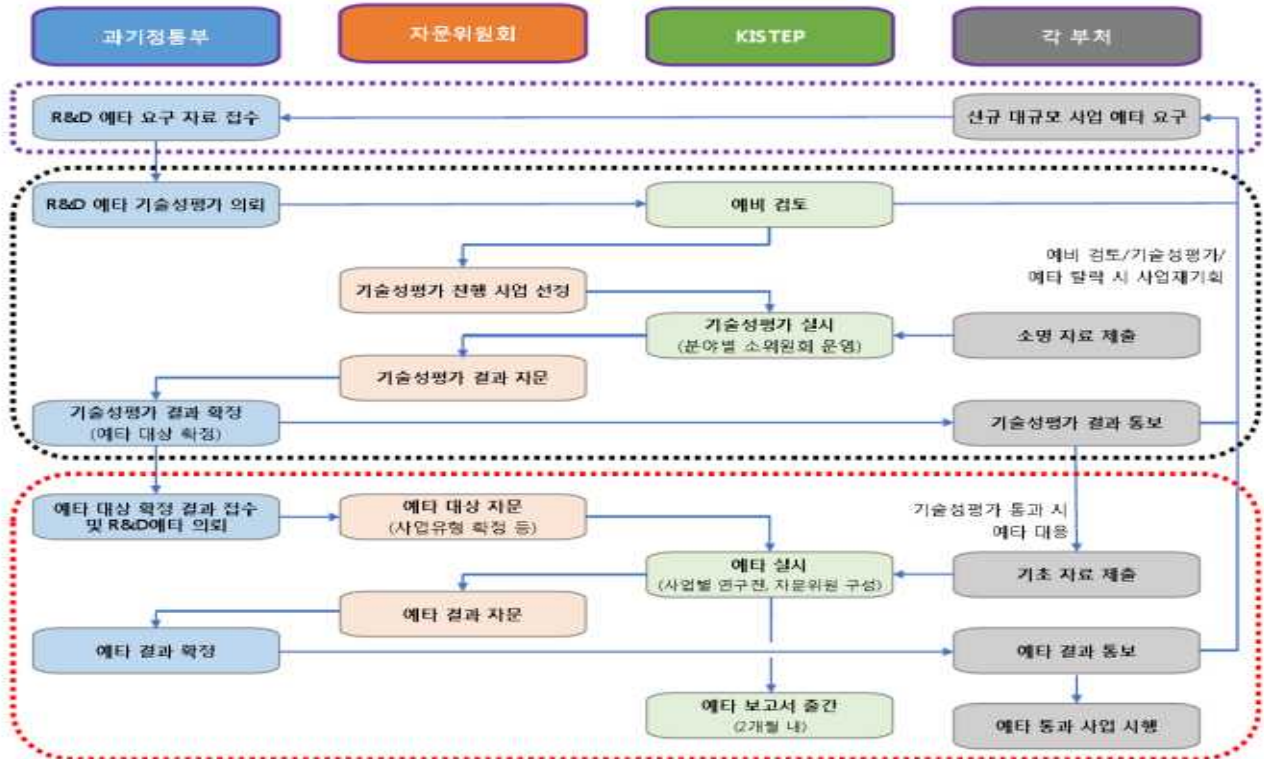 과기정통부
자문위원회
KISTEP
각 부처
R&D 예타 요구 자료 접수
신규 대규모 사업 예타 요구
R&D 예타 기술성평가 의뢰
예비 검토
예비 검토/기술성평가/
예타 탈락 시 사업재기획
기술성평가 진행 사업 선정
기술성평가 실시
(분야별 소위원회 운영)
소명 자료 제출
기술성평가 결과 자문
기술성평가 결과 확정
(예타 대상 확정)
기술성평가 결과 통보
예타 대상 확정 결과 접수
및 R&D예타 의뢰
예타 대상 자문
(사업유형 확정 등)
기술성평가 통과 시
예타 대응
예타 실시
(사업별 연구진, 자문위원 구성)
기초 자료 제출
예타 결과 자문
예타 결과 확정
예타 결과 통보
예타 보고서 출간
(2개월 내)
예타 통과 사업 시행